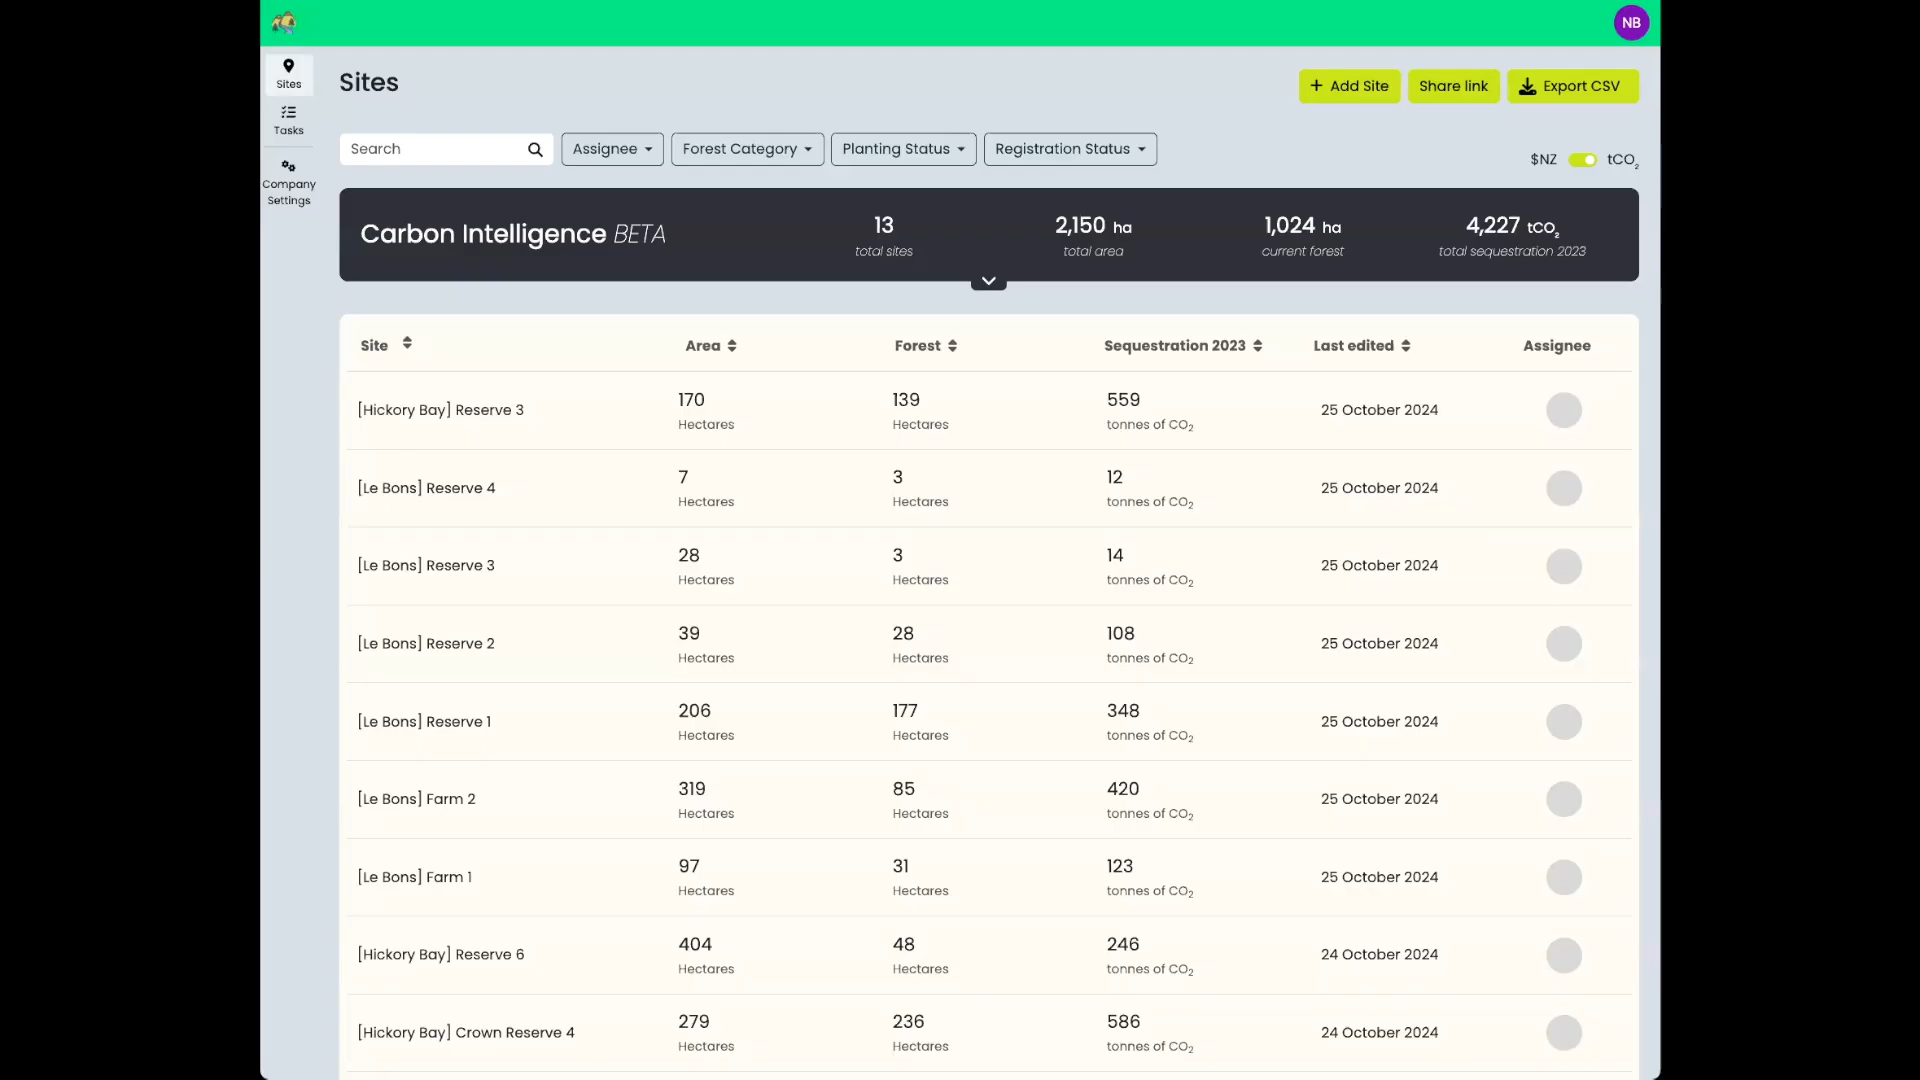 NB
Sites
Tasks
Company
Settings
Sites
Add Site
Share link
Export CSV
Search
Assignee
Forest Category
Planting Status
Registration Status
$NZ
tCO₂
Carbon Intelligence BETA
13
total sites
2,150 ha
total area
1,024 ha
current forest
4,227 tCO₂
total sequestration 2023
Site Area Forest Sequestration 2023 Last edited Assignee
[Hickory Bay] Reserve 3
170
Hectares
139
Hectares
559
tonnes of CO₂
25 October 2024
[Le Bons] Reserve 4
7
Hectares
3
Hectares
12
tonnes of CO₂
25 October 2024
[Le Bons] Reserve 3
28
Hectares
3
Hectares
14
tonnes of CO₂
25 October 2024
[Le Bons] Reserve 2
39
Hectares
28
Hectares
108
tonnes of CO₂
25 October 2024
[Le Bons] Reserve 1
206
Hectares
177
Hectares
348
tonnes of CO₂
25 October 2024
[Le Bons] Farm 2
319
Hectares
85
Hectares
420
tonnes of CO₂
25 October 2024
[Le Bons] Farm 1
97
Hectares
31
Hectares
123
tonnes of CO₂
25 October 2024
[Hickory Bay] Reserve 6
404
Hectares
48
Hectares
246
tonnes of CO₂
24 October 2024
[Hickory Bay] Crown Reserve 4
279
Hectares
236
Hectares
586
tonnes of CO₂
24 October 2024